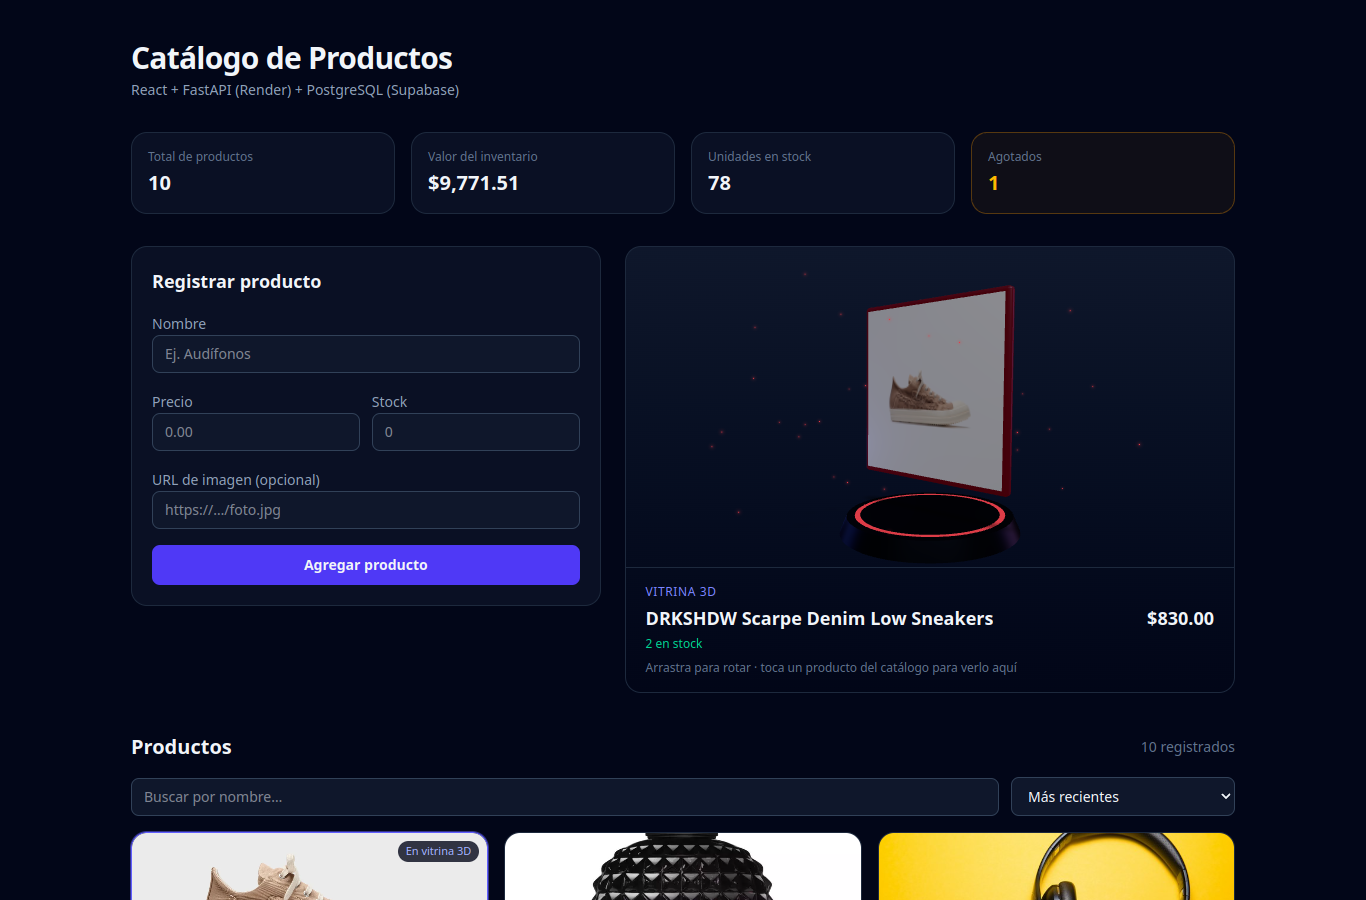 Catálogo de Productos
React + FastAPI (Render) + PostgreSQL (Supabase)
Total de productos
10
Valor del inventario
$9,771.51
Unidades en stock
78
Agotados
1
Registrar producto
Nombre
Ej. Audífonos
Precio
Stock
0.00
0
URL de imagen (opcional)
https://.../foto.jpg
Agregar producto
VITRINA 3D
DRKSHDW Scarpe Denim Low Sneakers
$830.00
2 en stock
Arrastra para rotar · toca un producto del catálogo para verlo aquí
Productos
10 registrados
Buscar por nombre...
Más recientes
En vitrina 3D